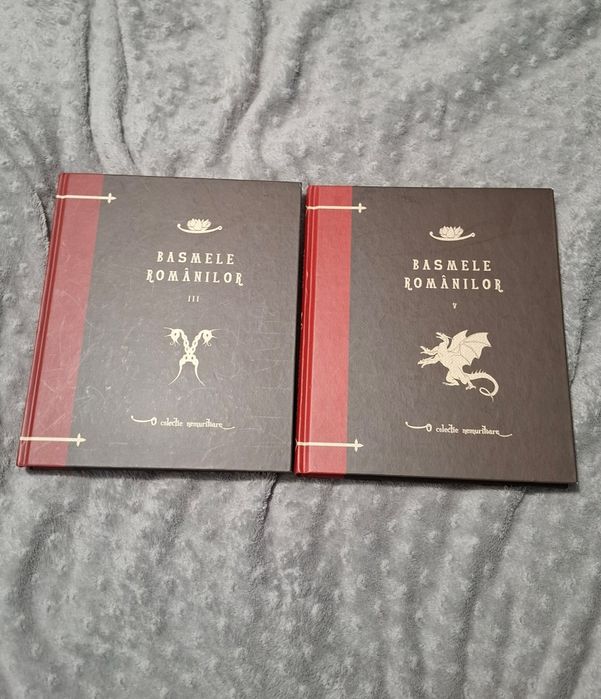 BASMELE
ROMÂNILOR
III
O colecție nemuritoare
BASMELE
ROMÂNILOR
V
O colecție nemuritoare